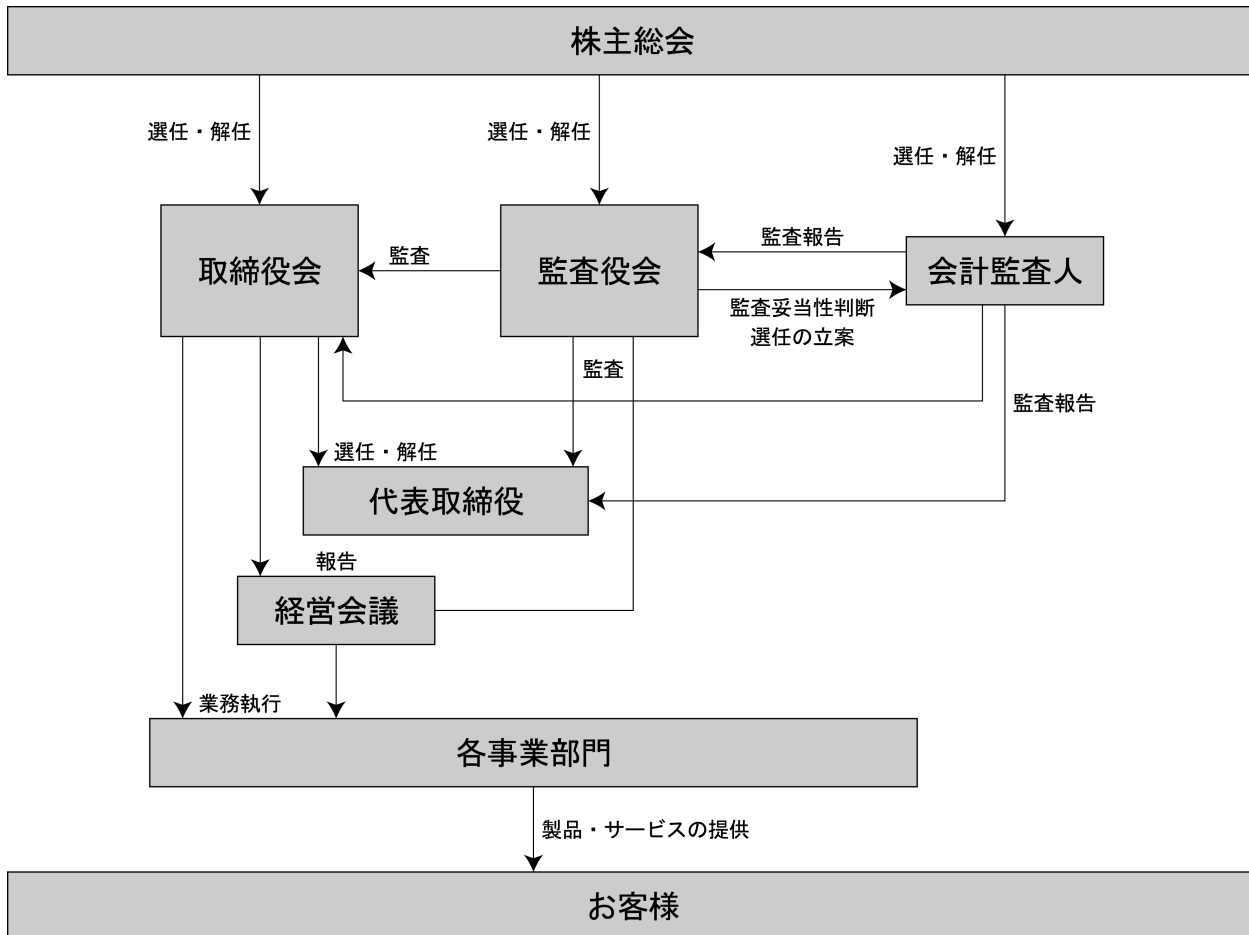 株主総会
選任・解任
選任・解任
選任・解任
取締役会
監査
監査役会
監査報告
会計監査人
監査妥当性判断
選任の立案
監査
監査報告
選任・解任
代表取締役
報告
経営会議
業務執行
各事業部門
製品・サービスの提供
お客様